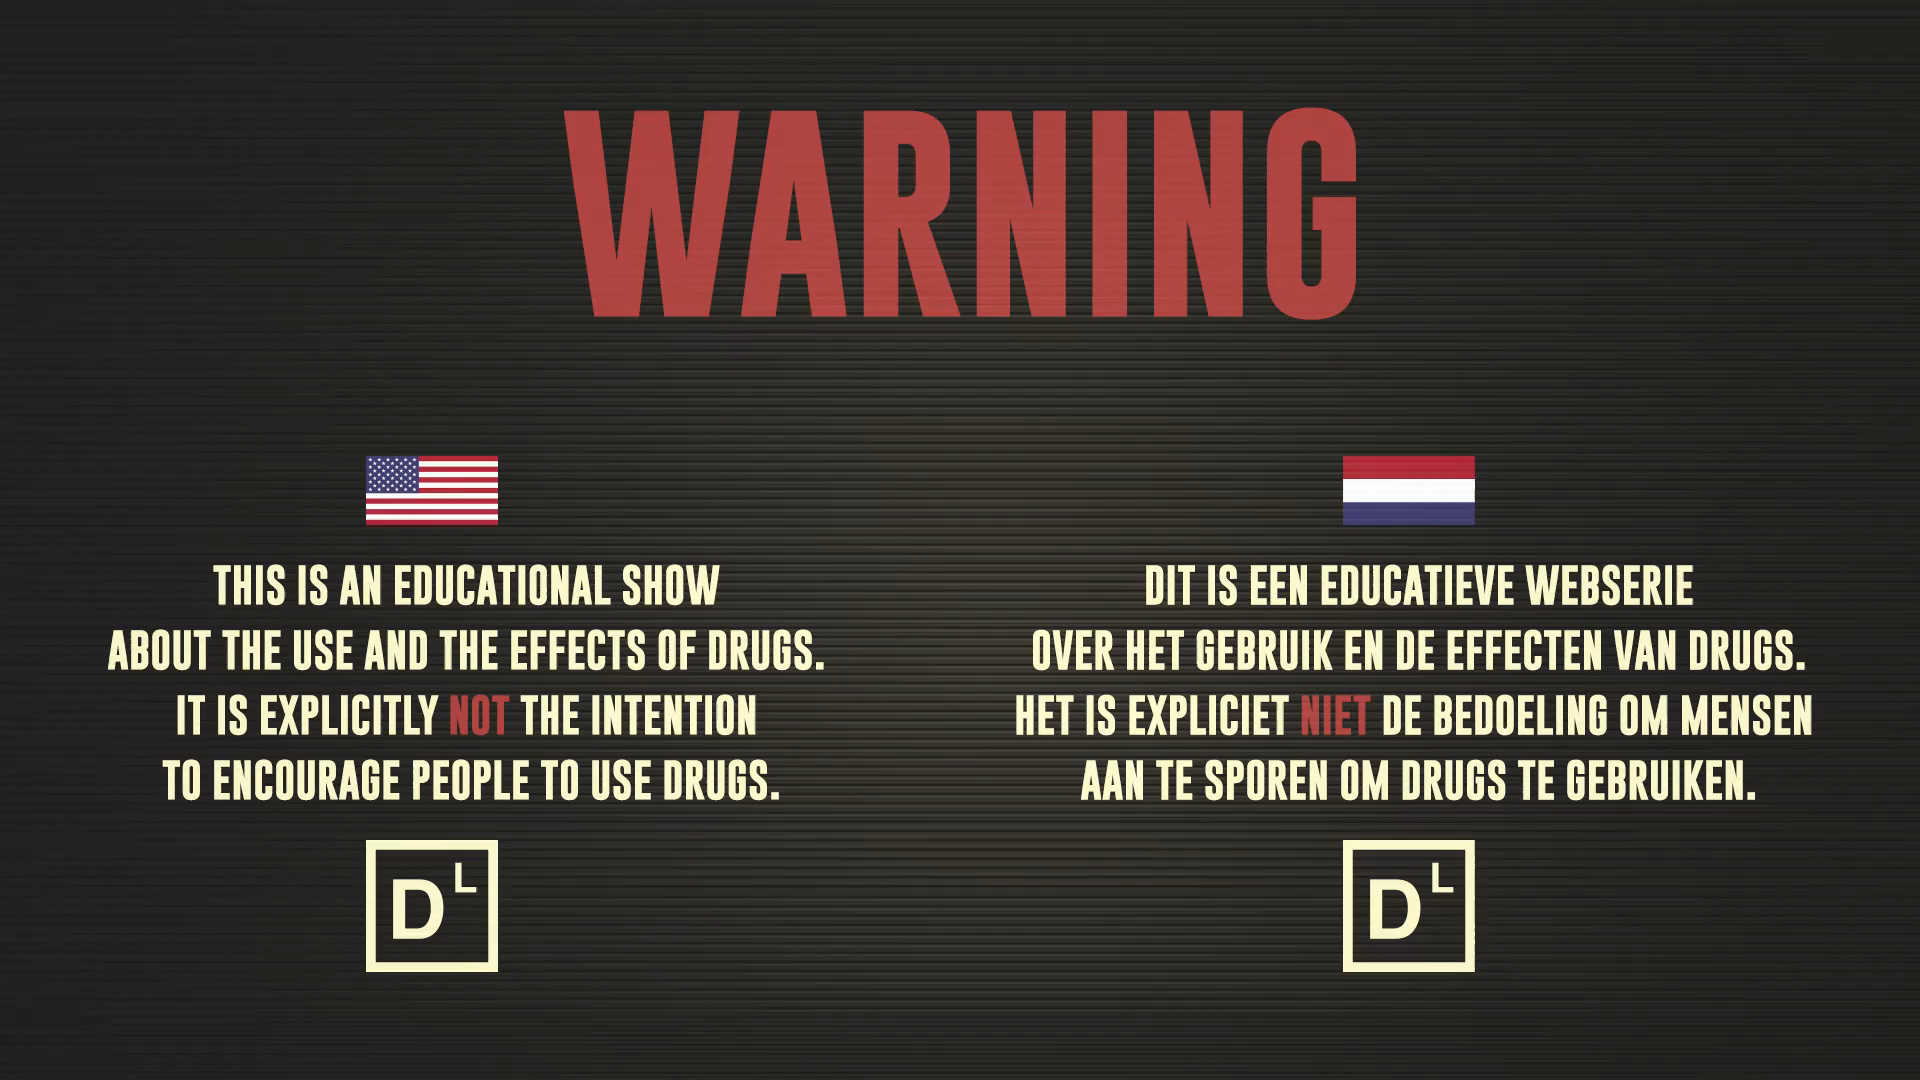 WARNING
THIS IS AN EDUCATIONAL SHOW
ABOUT THE USE AND THE EFFECTS OF DRUGS.
IT IS EXPLICITLY NOT THE INTENTION
TO ENCOURAGE PEOPLE TO USE DRUGS.
DL
DIT IS EEN EDUCATIEVE WEBSERIE
OVER HET GEBRUIK EN DE EFFECTEN VAN DRUGS.
HET IS EXPLICIET NIET DE BEDOELING OM MENSEN
AAN TE SPOREN OM DRUGS TE GEBRUIKEN.
DL